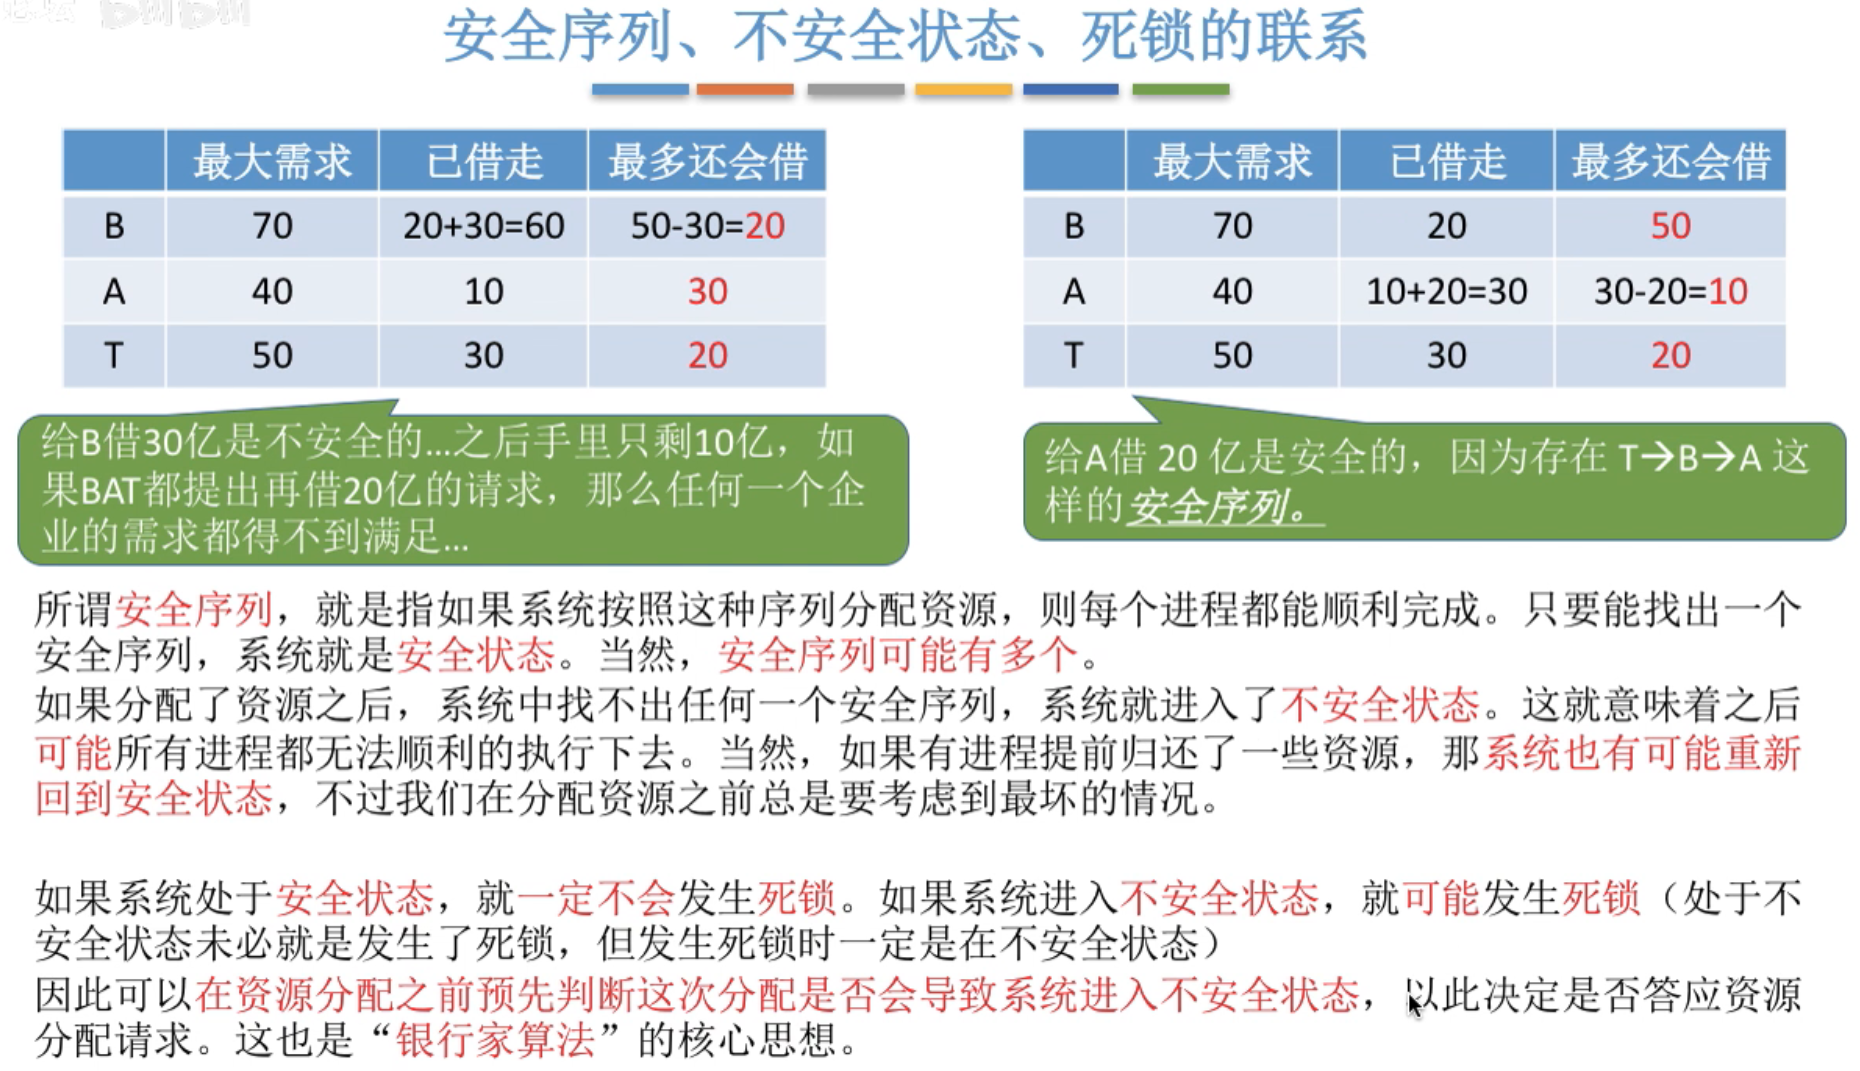 安全序列、不安全状态、死锁的联系
最大需求 已借走 最多还会借
B 70 20+30=60 50-30=20
A 40 10 30
T 50 30 20
给B借30亿是不安全的...之后手里只剩10亿，如
果BAT都提出再借20亿的请求，那么任何一个企
业的需求都得不到满足...
最大需求 已借走 最多还会借
B 70 20 50
A 40 10+20=30 30-20=10
T 50 30 20
给A借 20 亿是安全的，因为存在 T→B→A 这
样的安全序列。
所谓安全序列，就是指如果系统按照这种序列分配资源，则每个进程都能顺利完成。只要能找出一个
安全序列，系统就是安全状态。当然，安全序列可能有多个。
如果分配了资源之后，系统中找不出任何一个安全序列，系统就进入了不安全状态。这就意味着之后
可能所有进程都无法顺利的执行下去。当然，如果有进程提前归还了一些资源，那系统也有可能重新
回到安全状态，不过我们在分配资源之前总是要考虑到最坏的情况。
如果系统处于安全状态，就一定不会发生死锁。如果系统进入不安全状态，就可能发生死锁（处于不
安全状态未必就是发生了死锁，但发生死锁时一定是在不安全状态）
因此可以在资源分配之前预先判断这次分配是否会导致系统进入不安全状态，以此决定是否答应资源
分配请求。这也是“银行家算法”的核心思想。